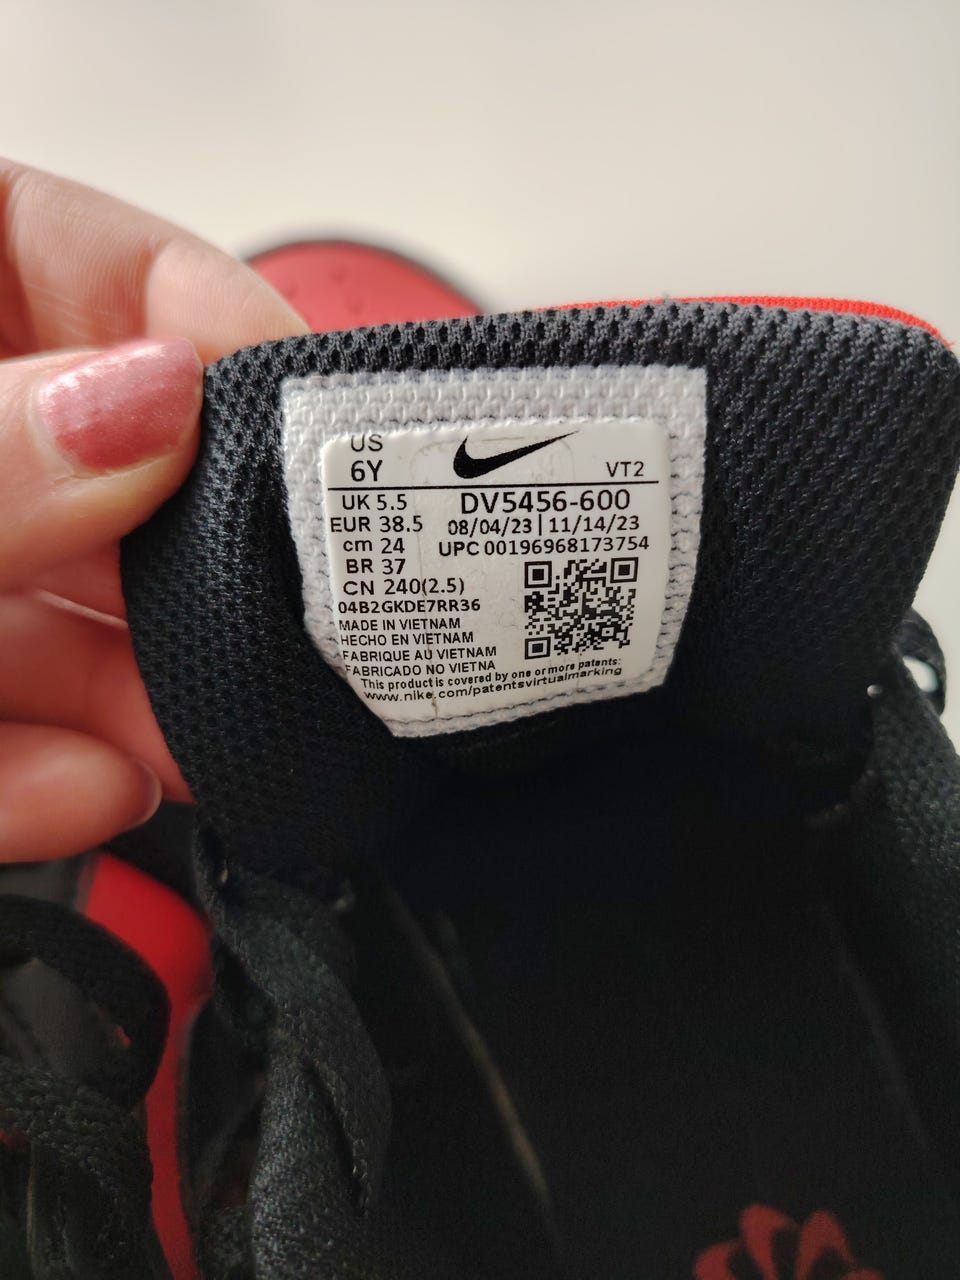 US
6Y
VT2
UK 5.5
DV5456-600
EUR 38.5
08/04/23 | 11/14/23
cm 24
UPC 00196968173754
BR 37
CN 240(2.5)
04B2GKDE7RR36
MADE IN VIETNAM
HECHO EN VIETNAM
FABRIQUE AU VIETNAM
FABRICADO NO VIETNA
This product is covered by one or more patents:
www.nike.com/patentsvirtualmarking